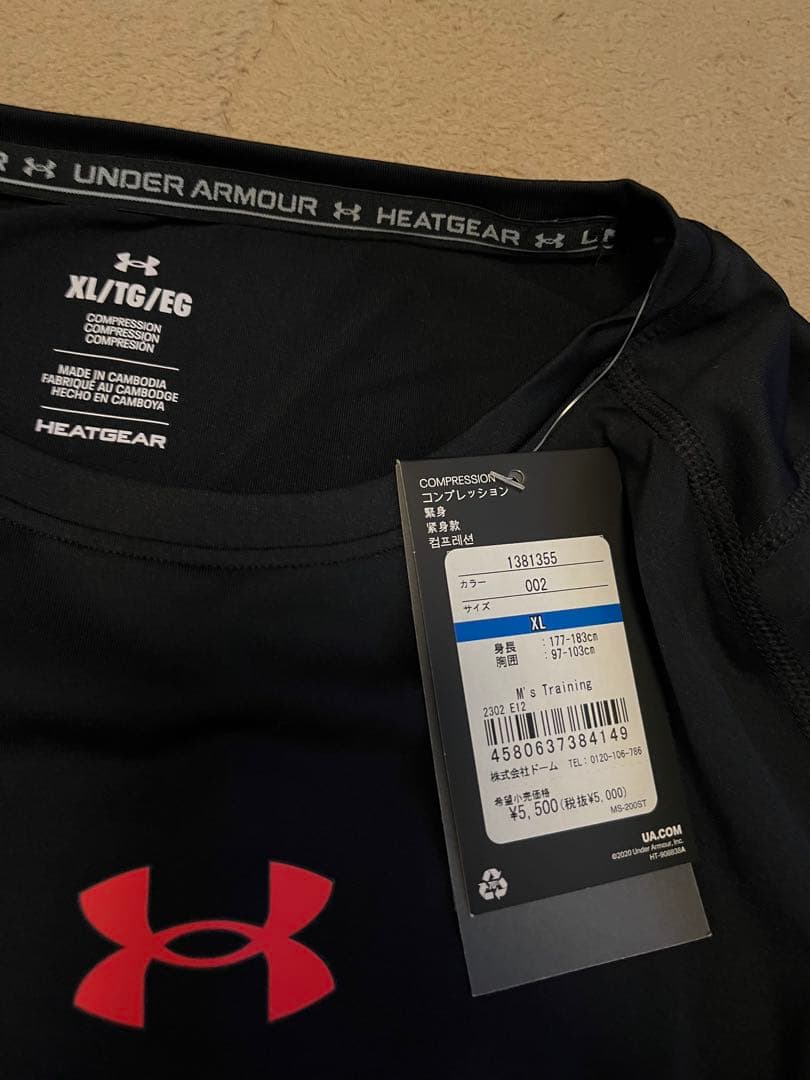 R UNDER ARMOUR HEATGEAR
XL/TG/EG
COMPRESSION
COMPRESSION
COMPRESIÓN
MADE IN CAMBODIA
FABRIQUÉ AU CAMBODGE
HECHO EN CAMBOYA
HEATGEAR
COMPRESSION
コンプレッション
緊身
紧身款
컴프레션
1381355
カラー 002
サイズ
XL
身長 : 177-183cm
胸囲 : 97-103cm
M's Training
2302 E12
4580637384149
株式会社ドーム TEL: 0120-106-786
希望小売価格
¥5,500(税抜¥5,000)
MS-200ST
UA.COM
©2020 Under Armour, Inc.
HT-906838A